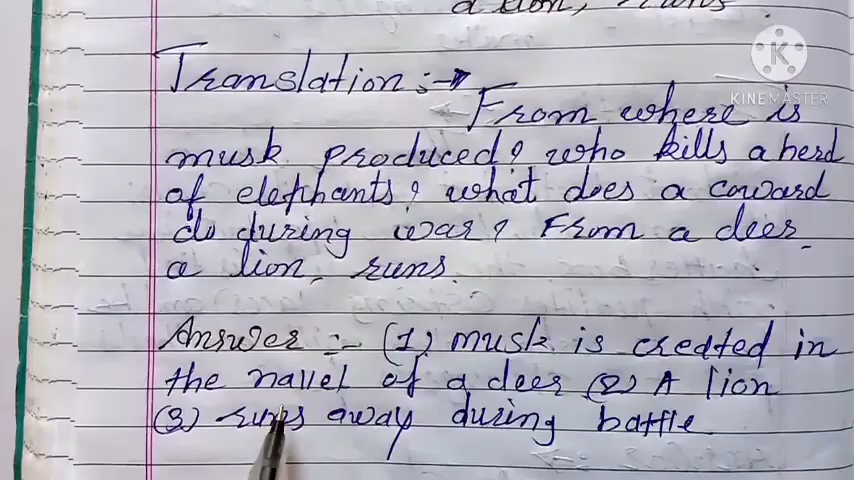 a lion, runs
Translation :-
From where is
KINEMASTER
musk produced? who kills a herd
of elephants? what does a coward
do during war? From a deer
a lion, runs.
Answer :- (1) musk is created in
the navel of a deer (2) A lion
(3) runs away during battle